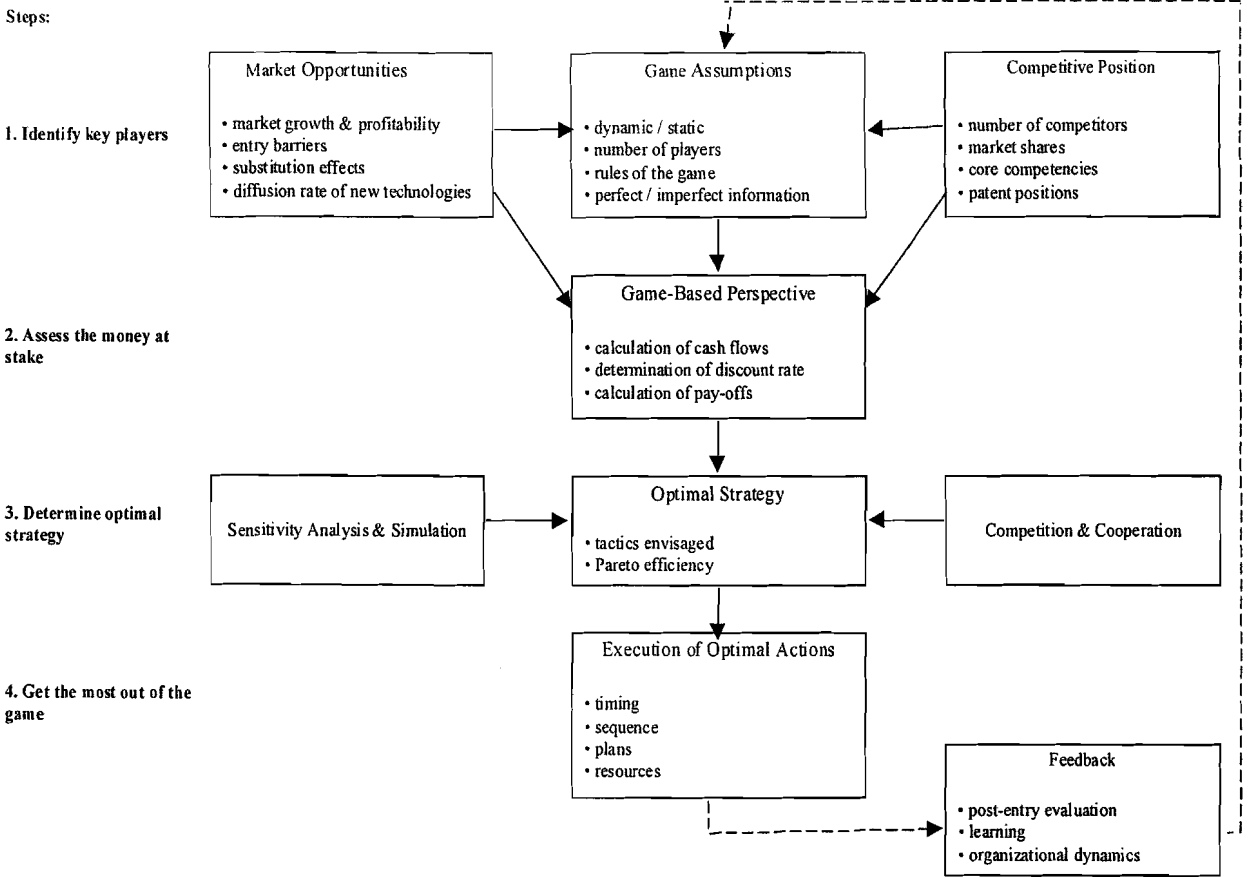 Steps:
1. Identify key players
Market Opportunities
• market growth & profitability
• entry barriers
• substitution effects
• diffusion rate of new technologies
Game Assumptions
• dynamic / static
• number of players
• rules of the game
• perfect / imperfect information
Competitive Position
• number of competitors
• market shares
• core competencies
• patent positions
2. Assess the money at
stake
Game-Based Perspective
• calculation of cash flows
• determination of discount rate
• calculation of pay-offs
3. Determine optimal
strategy
Sensitivity Analysis & Simulation
Optimal Strategy
• tactics envisaged
• Pareto efficiency
Competition & Cooperation
4. Get the most out of the
game
Execution of Optimal Actions
• timing
• sequence
• plans
• resources
Feedback
• post-entry evaluation
• learning
• organizational dynamics